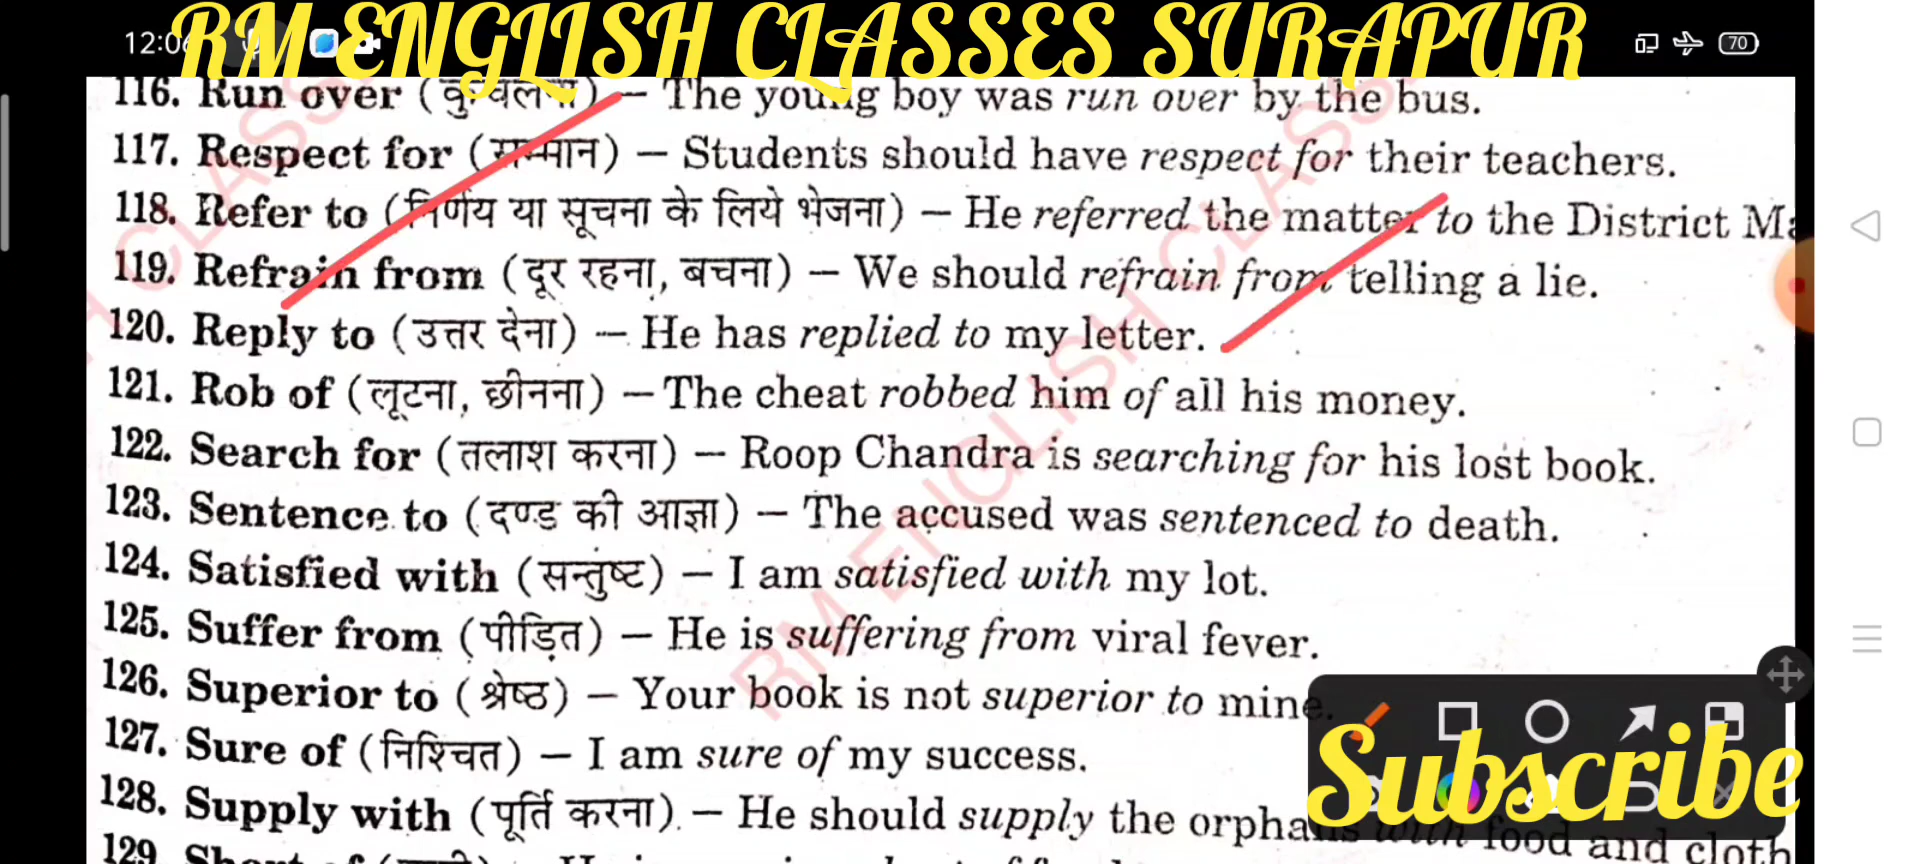 RM ENGLISH CLASSES SURAPUR
12:06
70
116. Run over – The young boy was run over by the bus.
117. Respect for (सम्मान) – Students should have respect for their teachers.
118. Refer to (निर्णय या सूचना के लिये भेजना) – He referred the matter to the District
119. Refrain from (दूर रहना, बचना) – We should refrain from telling a lie.
120. Reply to (उत्तर देना) – He has replied to my letter.
121. Rob of (लूटना, छीनना) – The cheat robbed him of all his money.
122. Search for (तलाश करना) – Roop Chandra is searching for his lost book.
123. Sentence to (दण्ड की आज्ञा) – The accused was sentenced to death.
124. Satisfied with (सन्तुष्ट) – I am satisfied with my lot.
125. Suffer from (पीड़ित) – He is suffering from viral fever.
126. Superior to (श्रेष्ठ) – Your book is not superior to mine.
127. Sure of (निश्चित) – I am sure of my success.
128. Supply with (पूर्ति करना) – He should supply the orphans with food and cloth
129
RM ENGLISH CLASS
Subscribe